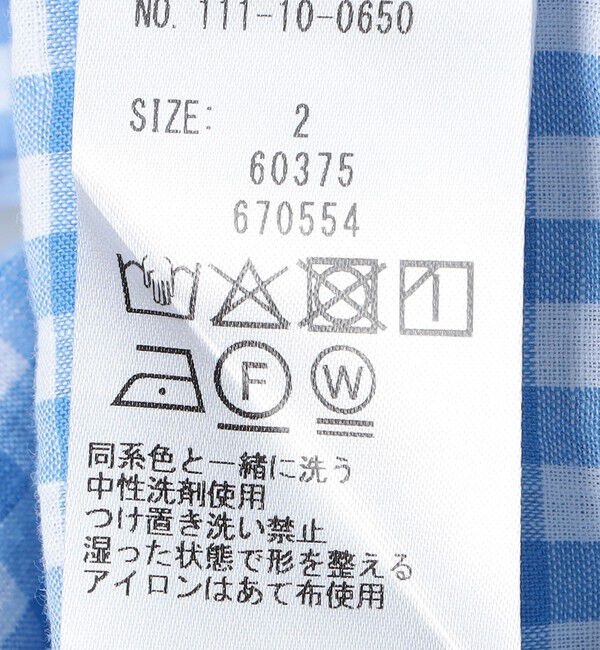 NO. 111-10-0650
SIZE: 2
60375
670554
F W
同系色と一緒に洗う
中性洗剤使用
つけ置き洗い禁止
湿った状態で形を整える
アイロンはあて布使用